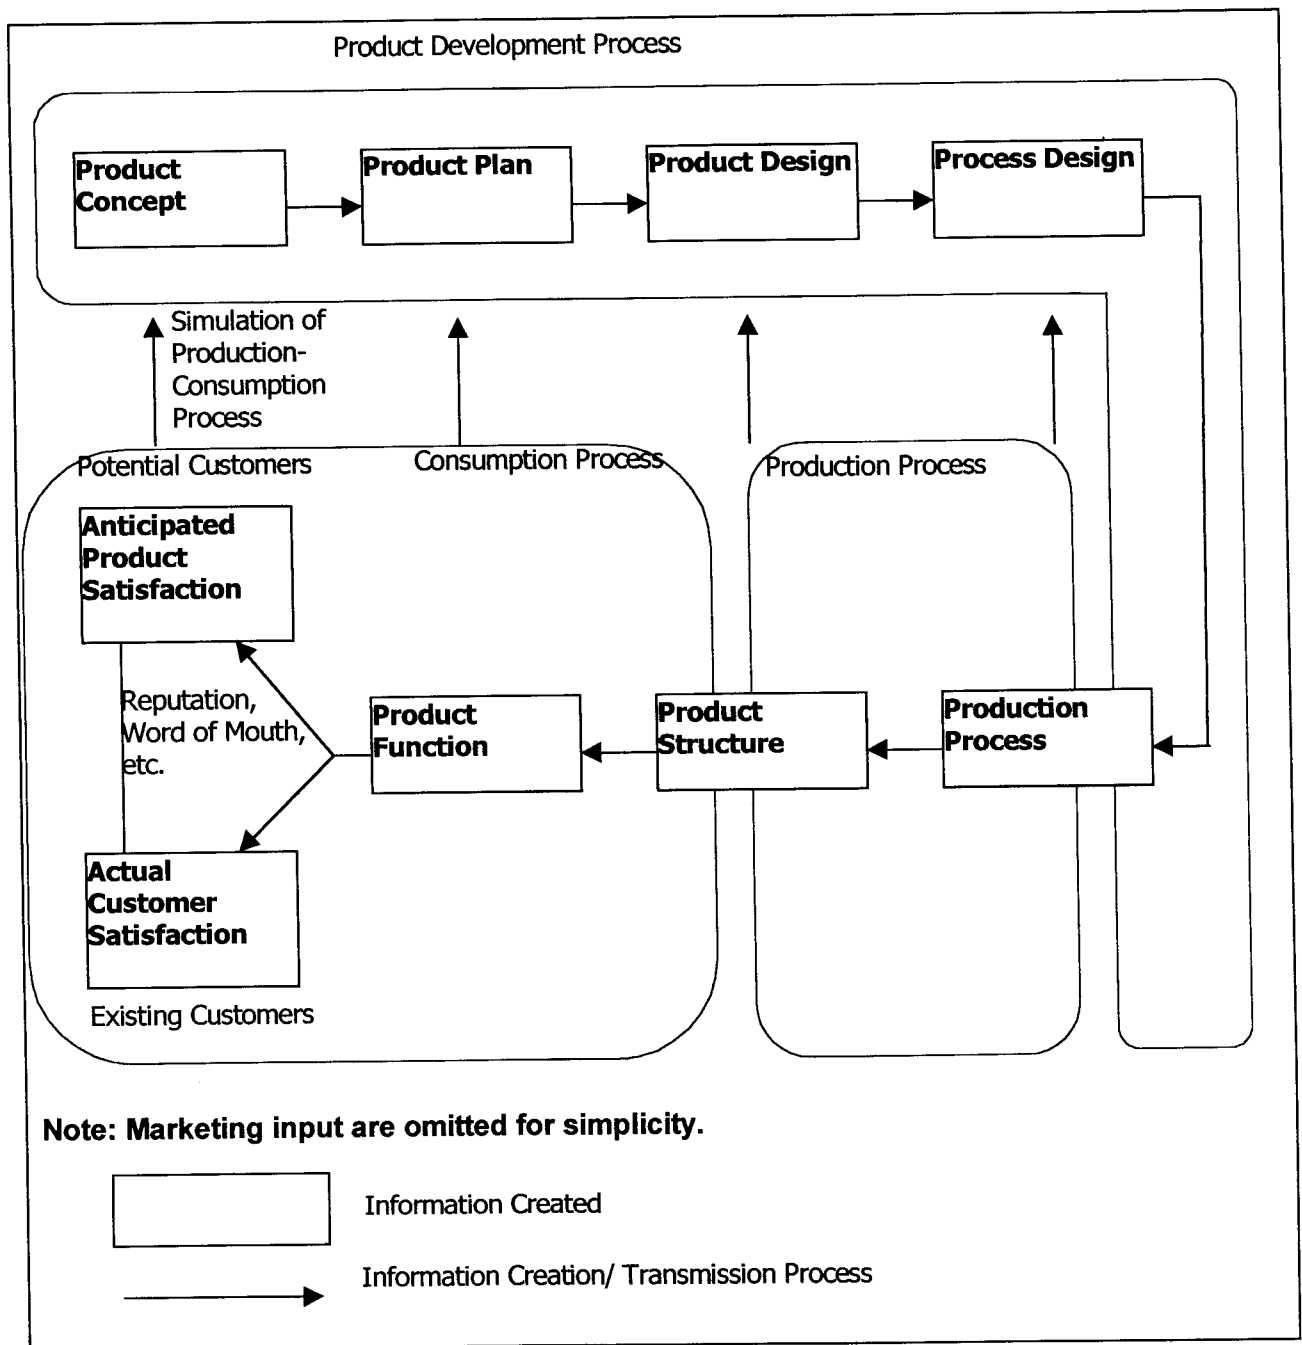 Product Development Process
Product
Concept
Product Plan
Product Design
Process Design
Simulation of
Production-
Consumption
Process
Potential Customers
Consumption Process
Production Process
Anticipated
Product
Satisfaction
Reputation,
Word of Mouth,
etc.
Product
Function
Product
Structure
Production
Process
Actual
Customer
Satisfaction
Existing Customers
Note: Marketing input are omitted for simplicity.
Information Created
Information Creation/ Transmission Process